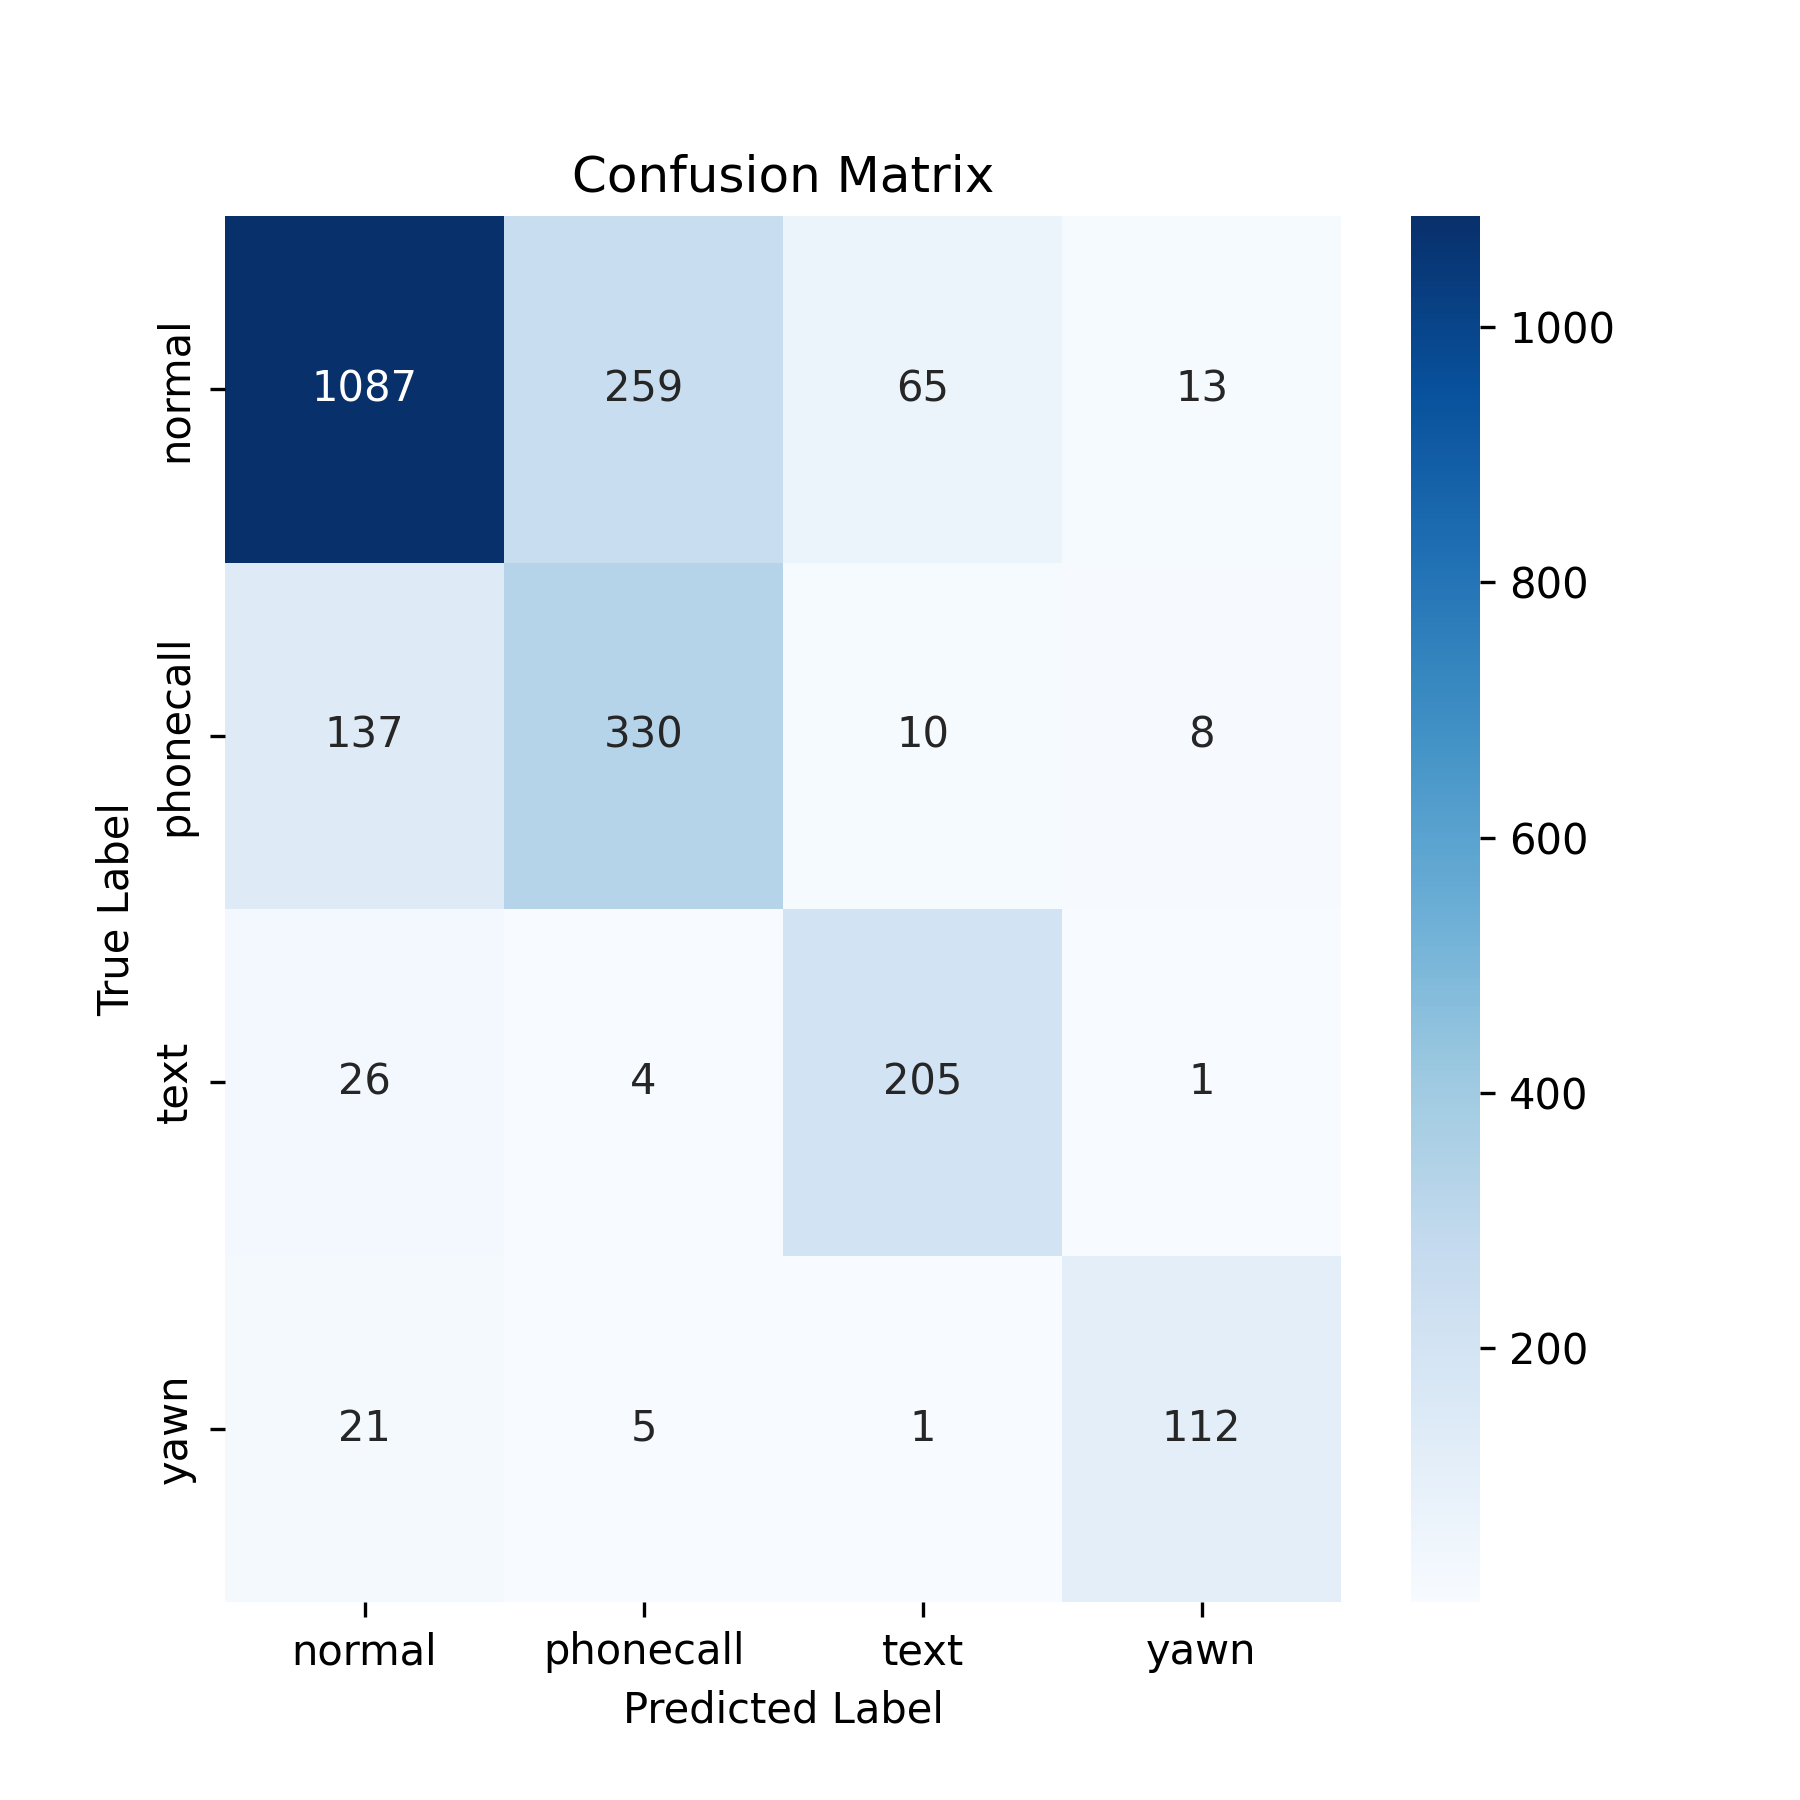 Confusion Matrix
normal 1087 259 65 13
phonecall 137 330 10 8
text 26 4 205 1
yawn 21 5 1 112
normal phonecall text yawn
Predicted Label
True Label
1000
800
600
400
200